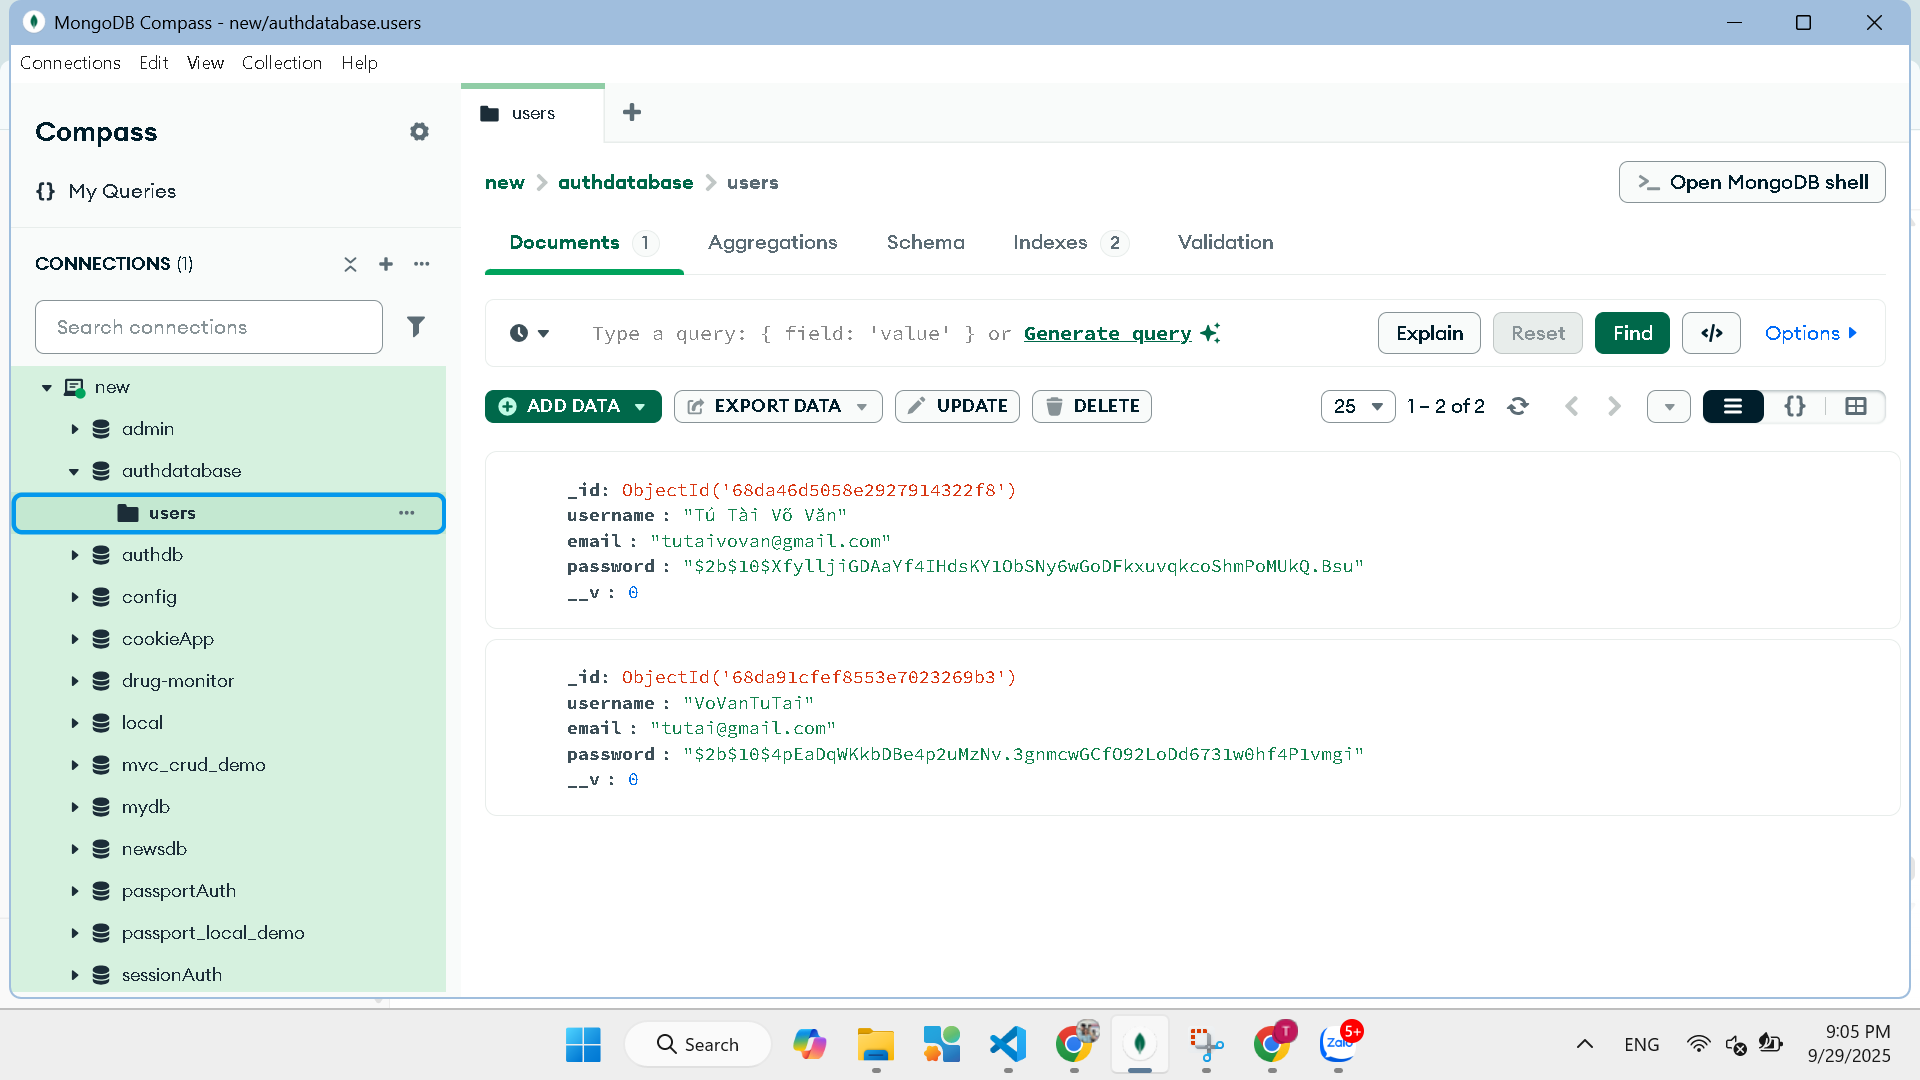 MongoDB Compass - new/authdatabase.users
Connections Edit View Collection Help
Compass
{} My Queries
CONNECTIONS (1)
Search connections
new
admin
authdatabase
users
authdb
config
cookieApp
drug-monitor
local
mvc_crud_demo
mydb
newsdb
passportAuth
passport_local_demo
sessionAuth
users
new > authdatabase > users
>_ Open MongoDB shell
Documents 1 Aggregations Schema Indexes 2 Validation
Type a query: { field: 'value' } or Generate query
Explain Reset Find </> Options
ADD DATA EXPORT DATA UPDATE DELETE
25 1 – 2 of 2 {}
_id: ObjectId('68da46d5058e2927914322f8')
username : "Tú Tài Võ Văn"
email : "tutaivovan@gmail.com"
password : "$2b$10$XfylljiGDAaYf4IHdsKY1ObSNy6wGoDFkxuvqkcoShmPoMUkQ.Bsu"
__v : 0
_id: ObjectId('68da91cfef8553e7023269b3')
username : "VoVanTuTai"
email : "tutai@gmail.com"
password : "$2b$10$4pEaDqWKkbDBe4p2uMzNv.3gnmcwGCfO92LoDd6731w0hf4P1vmgi"
__v : 0
Search
T
Zalo
5+
ENG
9:05 PM
9/29/2025